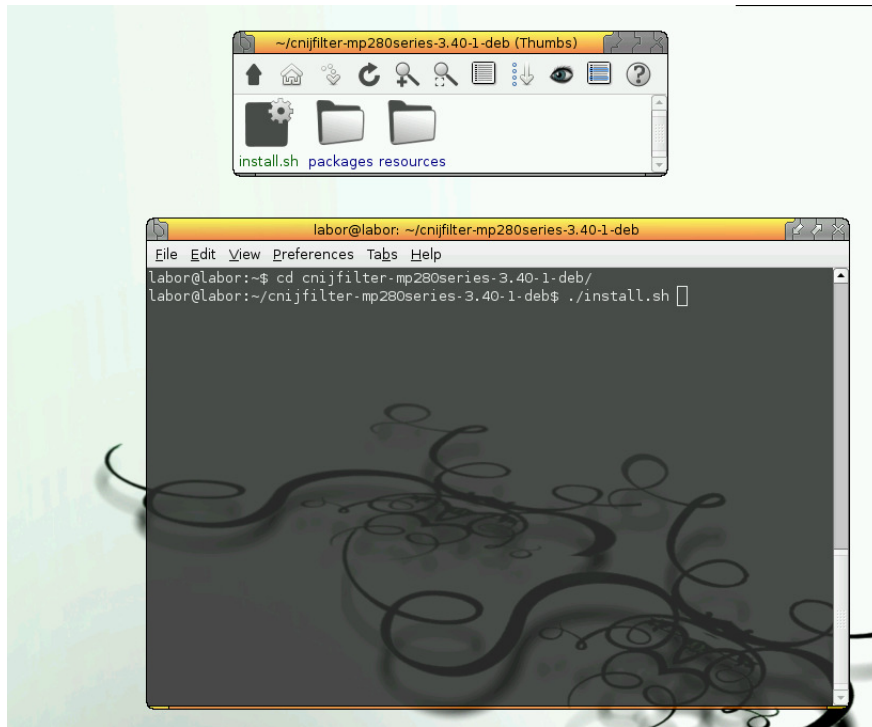 ~/cnijfilter-mp280series-3.40-1-deb (Thumbs)
install.sh packages resources
labor@labor: ~/cnijfilter-mp280series-3.40-1-deb
File Edit View Preferences Tabs Help
labor@labor:~$ cd cnijfilter-mp280series-3.40-1-deb/
labor@labor:~/cnijfilter-mp280series-3.40-1-deb$ ./install.sh